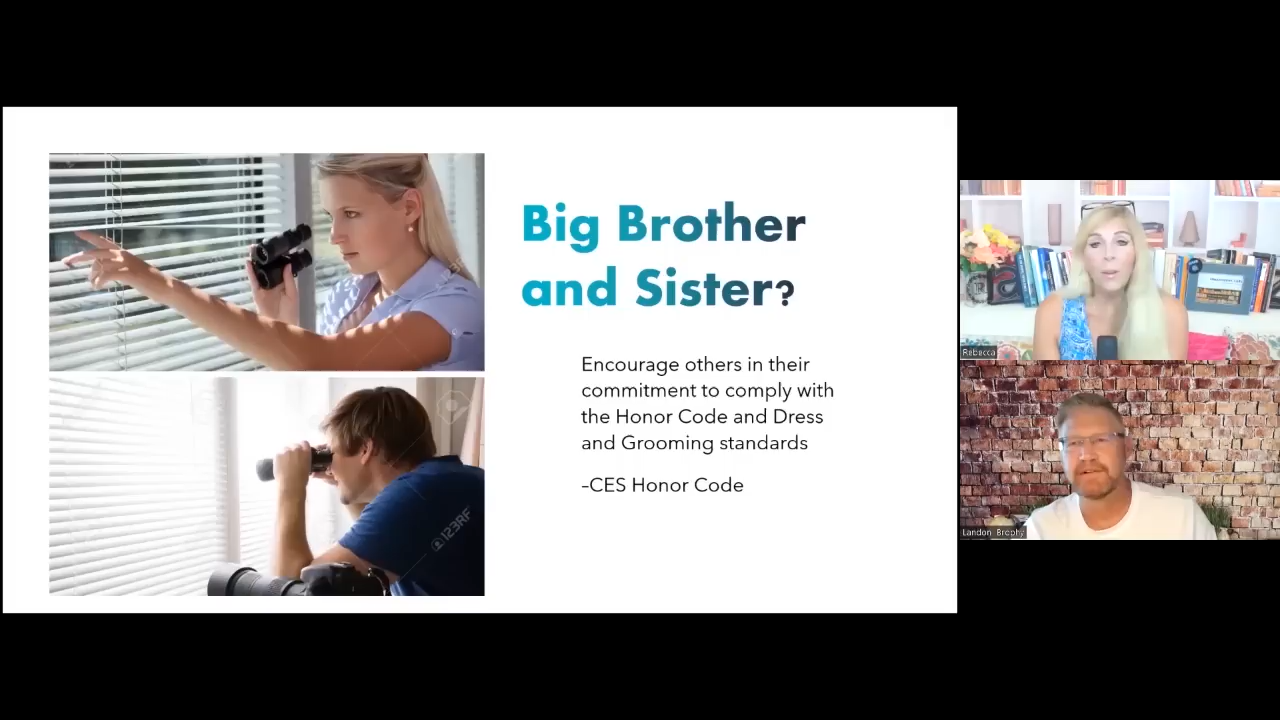 Big Brother
and Sister?
Encourage others in their
commitment to comply with
the Honor Code and Dress
and Grooming standards
–CES Honor Code
123RF
Rebecca
Landon Brophy